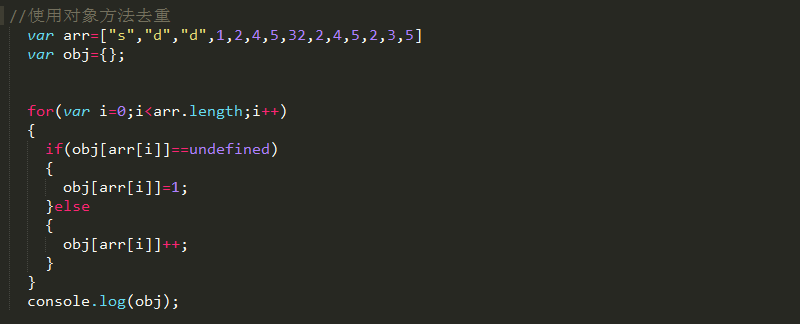 //使用对象方法去重
var arr=["s","d","d",1,2,4,5,32,2,4,5,2,3,5]
var obj={};
for(var i=0;i<arr.length;i++)
{
if(obj[arr[i]]==undefined)
{
obj[arr[i]]=1;
}else
{
obj[arr[i]]++;
}
}
console.log(obj);